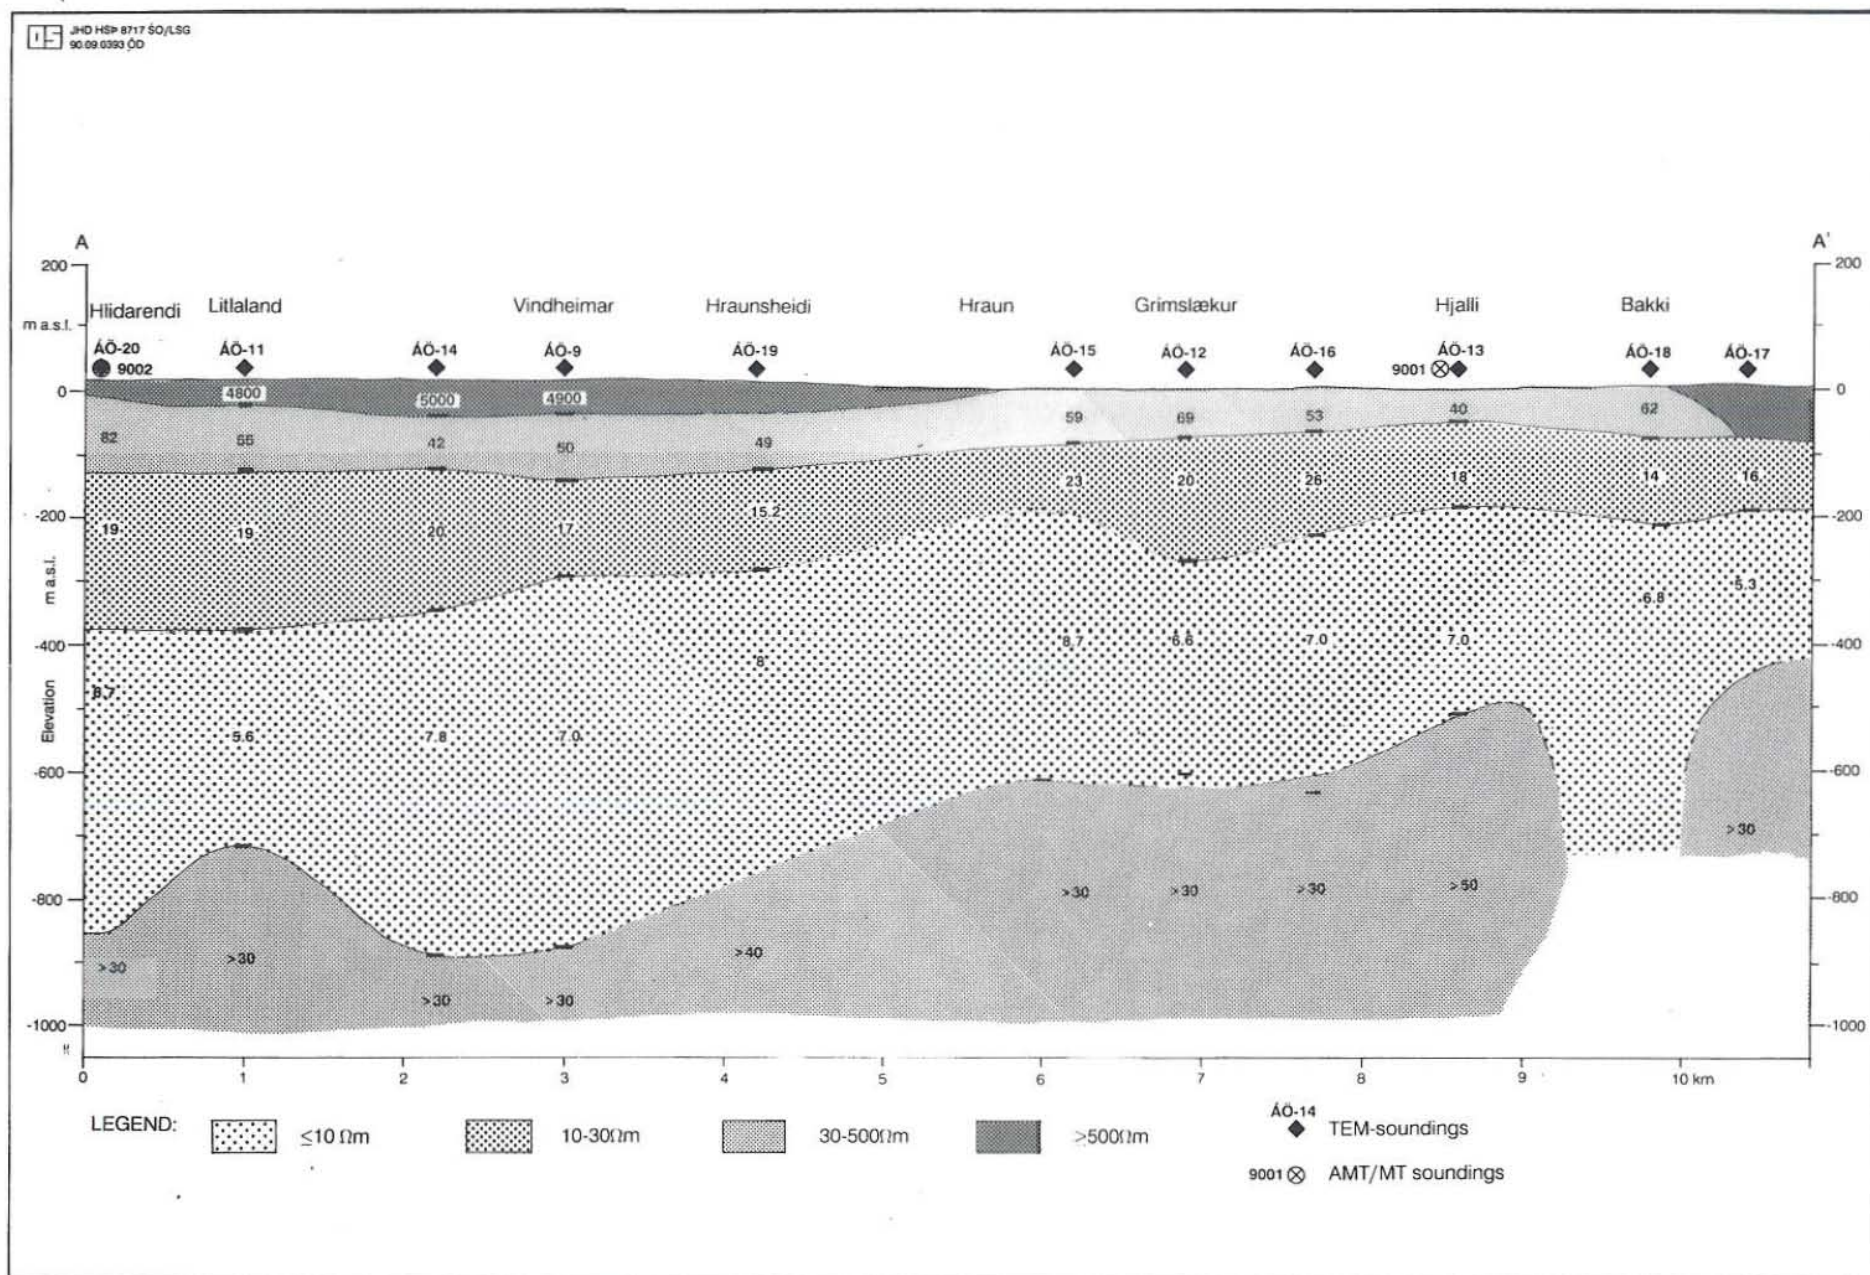 JHD HSÞ 8717 SO/LSG
90.09.0393 ÓD
A A'
200 200
Hlidarendi Litlaland Vindheimar Hraunsheidi Hraun Grimslækur Hjalli Bakki
m a.s.l.
ÁÖ-20 ÁÖ-11 ÁÖ-14 ÁÖ-9 ÁÖ-19 ÁÖ-15 ÁÖ-12 ÁÖ-16 ÁÖ-13 ÁÖ-18 ÁÖ-17
9002 9001
0 4800 5000 4900 0
59 69 53 40 62
82 55 42 50 49
23 20 26 18 14 16
-200 15.2 -200
19 19 20 17
m a.s.l.
6.8 5.3
-400 8 8.7 6.6 7.0 7.0 -400
Elevation
5.6 7.8 7.0
-600 -600
>30
-800 >30 >30 >30 >50 -800
>30 >30 >40
>30 >30
-1000 -1000
0 1 2 3 4 5 6 7 8 9 10 km
LEGEND: ≤10 Ωm 10-30Ωm 30-500Ωm ≥500Ωm
ÁÖ-14
TEM-soundings
9001 AMT/MT soundings